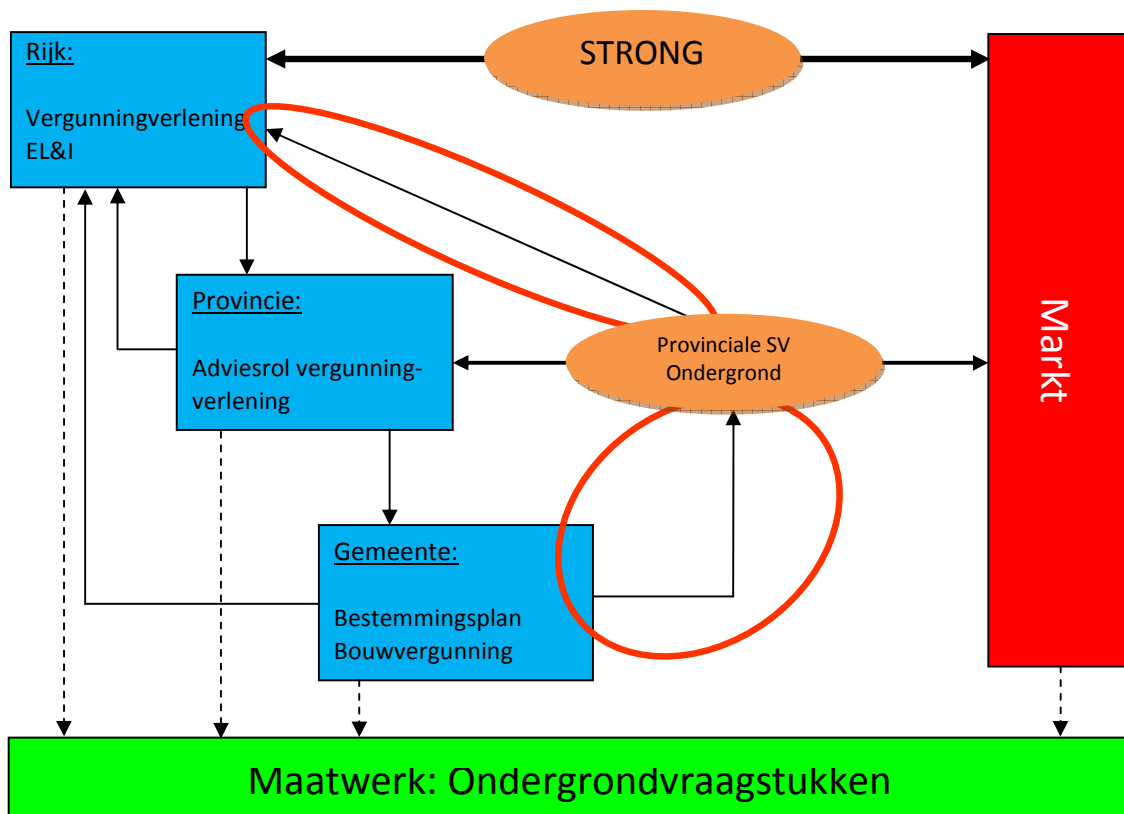 STRONG
Rijk:
Vergunningverlening
EL&I
Provincie:
Adviesrol vergunning-
verlening
Provinciale SV
Ondergrond
Markt
Gemeente:
Bestemmingsplan
Bouwvergunning
Maatwerk: Ondergrondvraagstukken